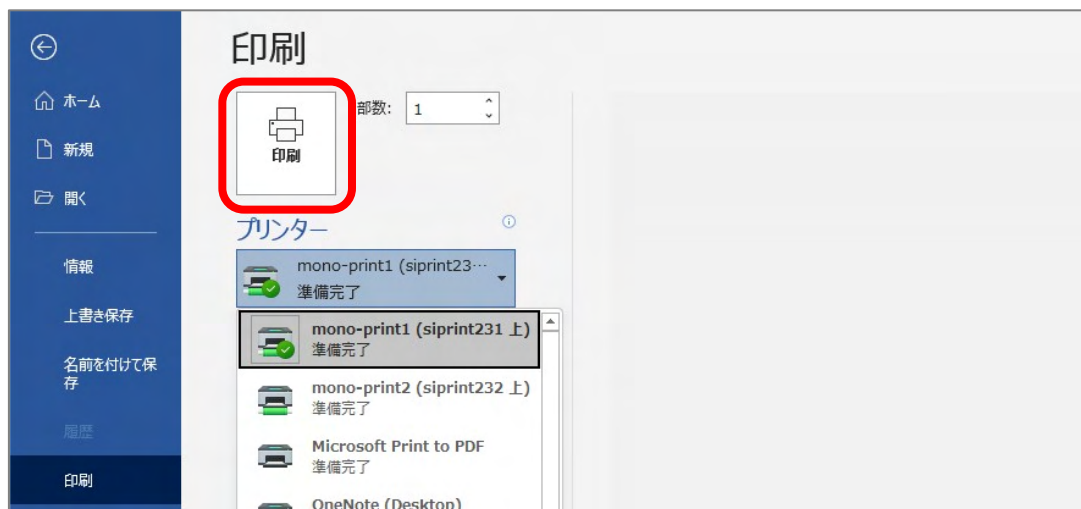 印刷
ホーム
新規
開く
情報
上書き保存
名前を付けて保
存
履歴
印刷
印刷
部数: 1
プリンター
mono-print1 (siprint23…
準備完了
mono-print1 (siprint231 上)
準備完了
mono-print2 (siprint232 上)
準備完了
Microsoft Print to PDF
準備完了
OneNote (Desktop)